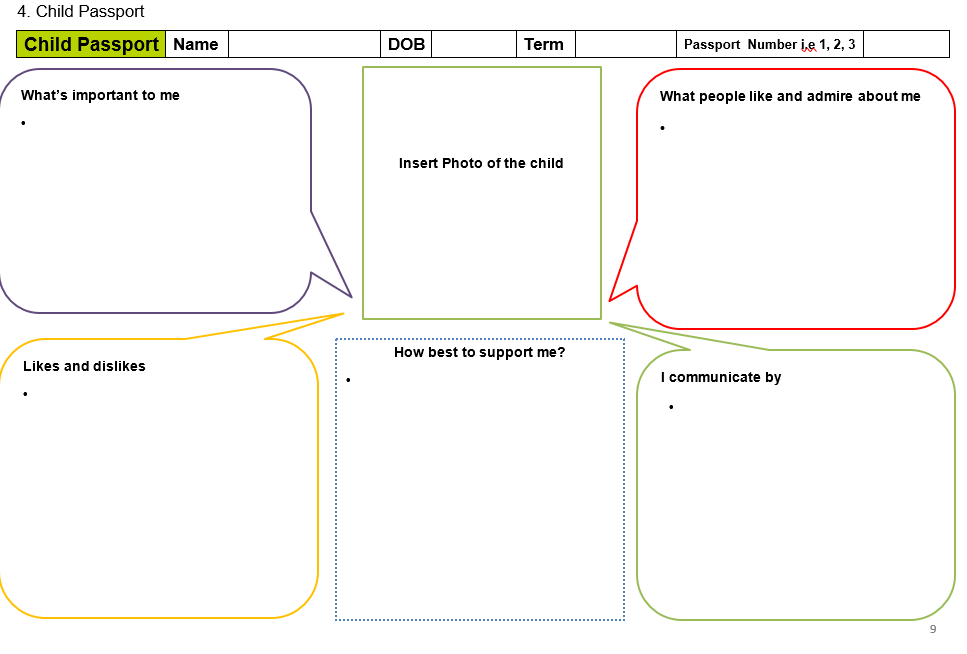 4. Child Passport
Child Passport Name DOB Term Passport Number i.e 1, 2, 3
What's important to me
•
Insert Photo of the child
What people like and admire about me
•
Likes and dislikes
•
How best to support me?
•
I communicate by
•
9